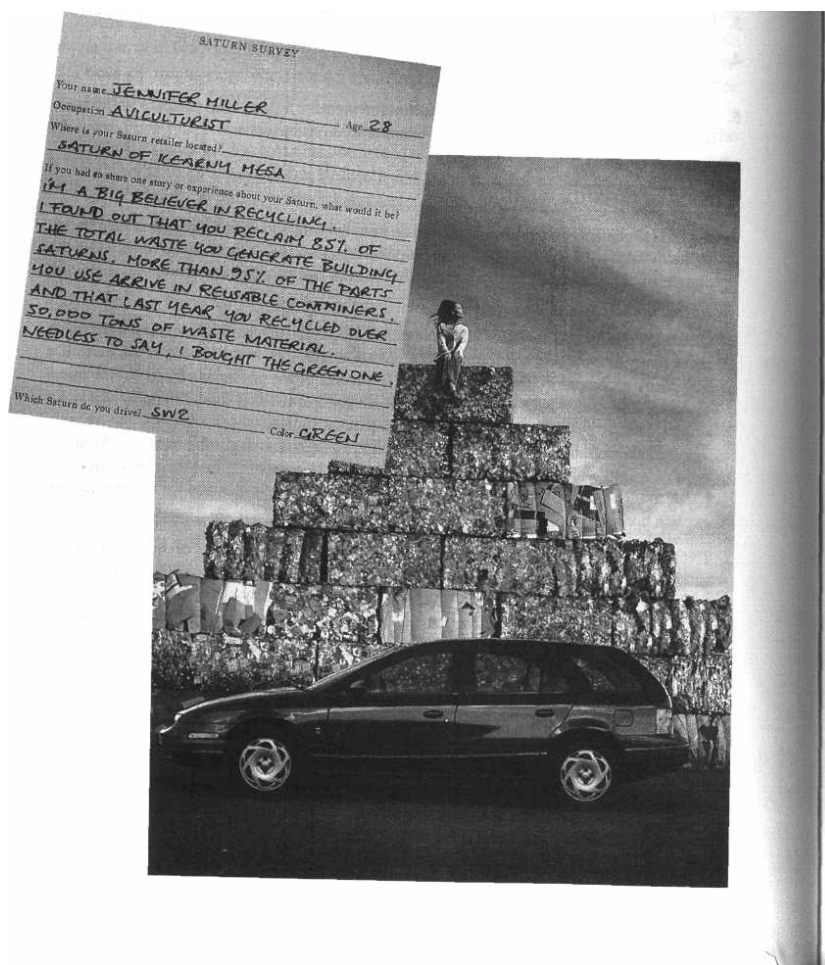 SATURN SURVEY
Your name JENNIFER MILLER
Occupation AVICULTURIST Age 28
Where is your Saturn retailer located?
SATURN OF KEARNY MESA
If you had to share one story or experience about your Saturn, what would it be?
I'M A BIG BELIEVER IN RECYCLING.
I FOUND OUT THAT YOU RECLAIM 85% OF
THE TOTAL WASTE YOU GENERATE BUILDING
SATURNS. MORE THAN 95% OF THE PARTS
YOU USE ARRIVE IN REUSABLE CONTAINERS.
AND THAT LAST YEAR YOU RECYCLED OVER
50,000 TONS OF WASTE MATERIAL.
NEEDLESS TO SAY, I BOUGHT THE GREEN ONE.
Which Saturn do you drive? SW2
Color GREEN